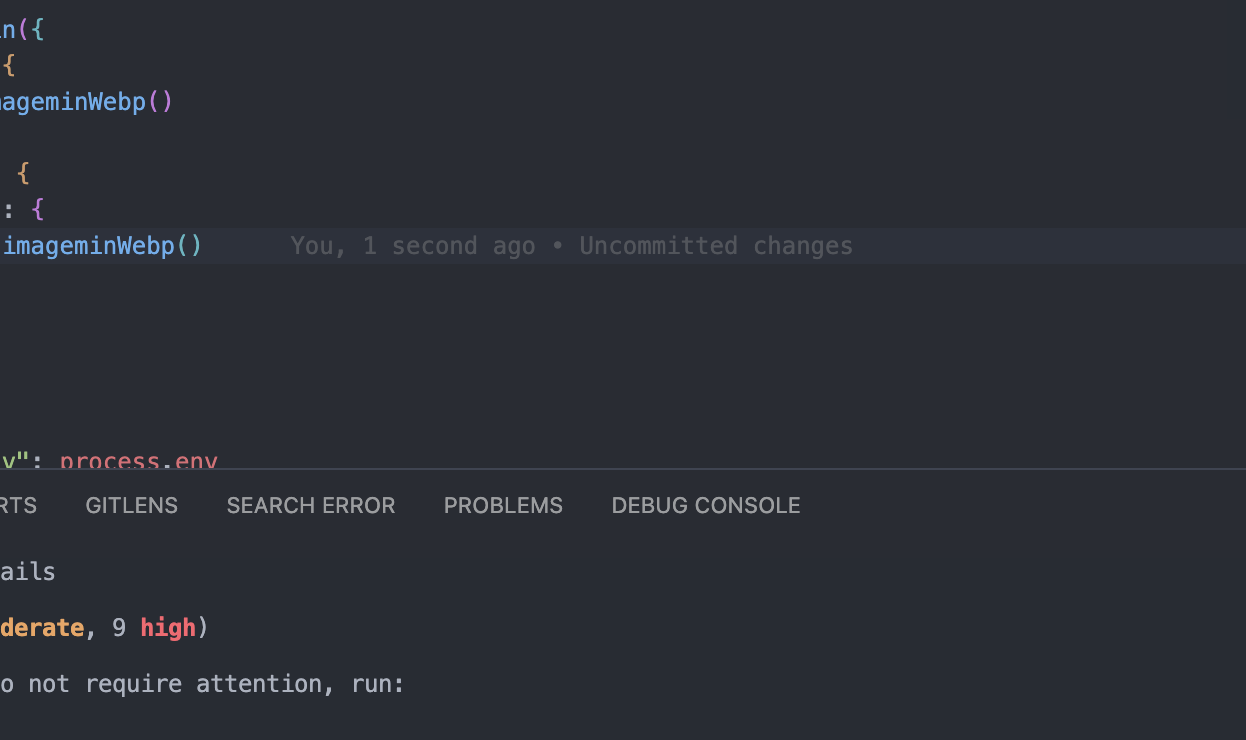 n({
{
ageminWebp()
{
: {
imageminWebp() You, 1 second ago • Uncommitted changes
v": process.env
RTS GITLENS SEARCH ERROR PROBLEMS DEBUG CONSOLE
ails
derate, 9 high)
o not require attention, run: